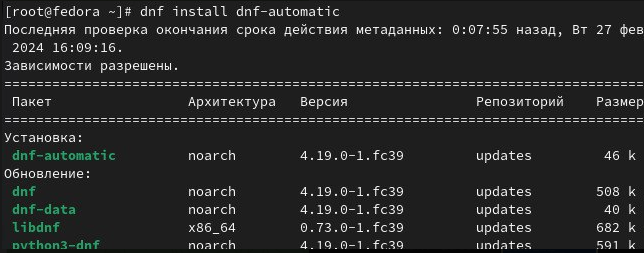 [root@fedora ~]# dnf install dnf-automatic
Последняя проверка окончания срока действия метаданных: 0:07:55 назад, Вт 27 фев
 2024 16:09:16.
Зависимости разрешены.
================================================================================
 Пакет Архитектура Версия Репозиторий Размер
================================================================================
Установка:
 dnf-automatic noarch 4.19.0-1.fc39 updates 46 k
Обновление:
 dnf noarch 4.19.0-1.fc39 updates 508 k
 dnf-data noarch 4.19.0-1.fc39 updates 40 k
 libdnf x86_64 0.73.0-1.fc39 updates 682 k
 python3-dnf noarch 4.19.0-1.fc39 updates 591 k